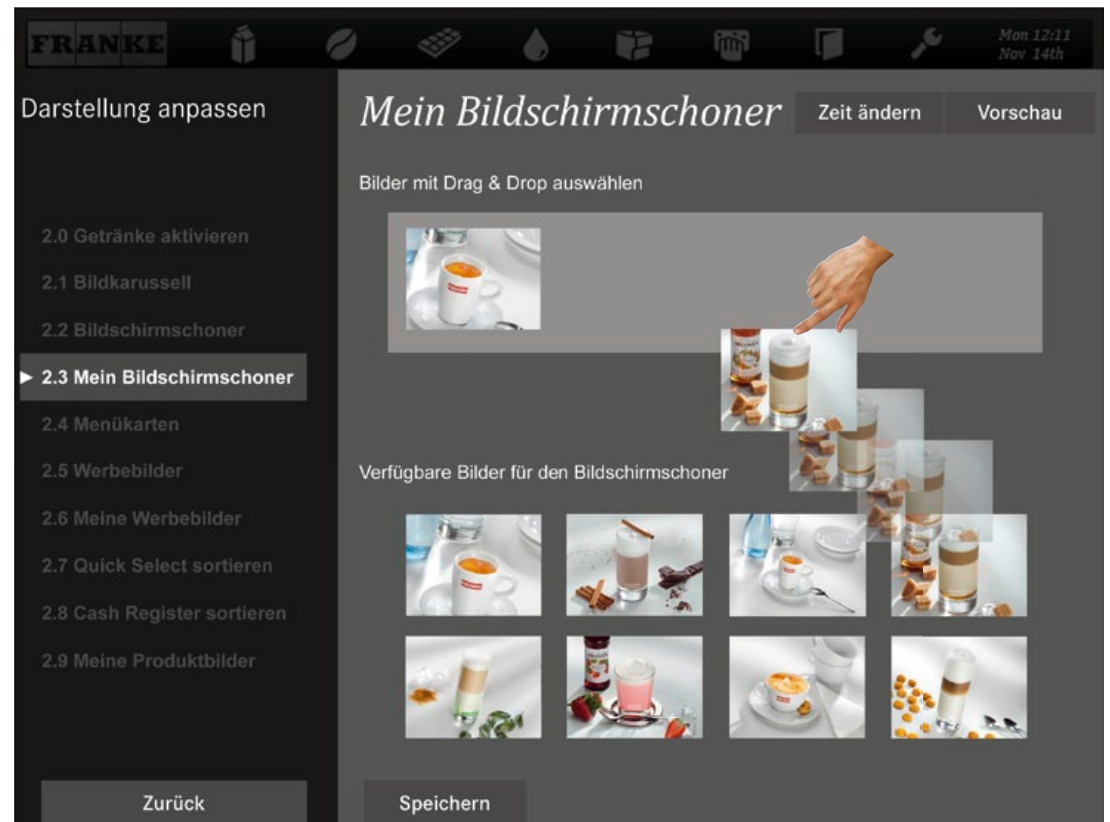 FRANKE
Mon 12:11
Nov 14th
Darstellung anpassen
Mein Bildschirmschoner
Zeit ändern
Vorschau
Bilder mit Drag & Drop auswählen
2.0 Getränke aktivieren
2.1 Bildkarussell
2.2 Bildschirmschoner
2.3 Mein Bildschirmschoner
2.4 Menükarten
2.5 Werbebilder
2.6 Meine Werbebilder
2.7 Quick Select sortieren
2.8 Cash Register sortieren
2.9 Meine Produktbilder
Verfügbare Bilder für den Bildschirmschoner
Zurück
Speichern